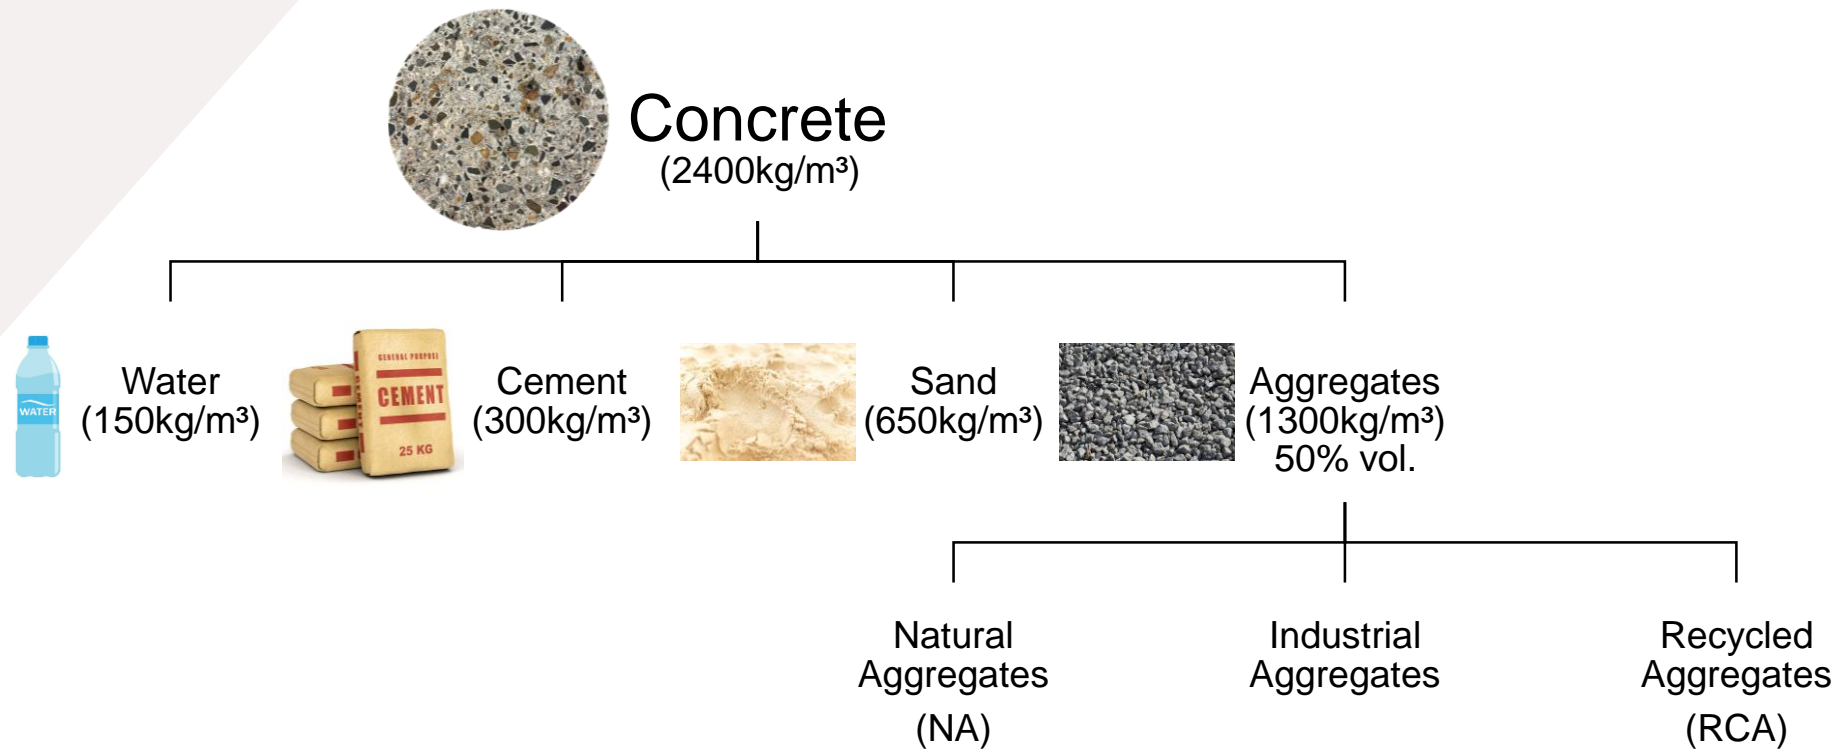 Concrete
(2400kg/m³)
WATER
Water
(150kg/m³)
GENERAL PURPOSE
CEMENT
25 KG
Cement
(300kg/m³)
Sand
(650kg/m³)
Aggregates
(1300kg/m³)
50% vol.
Natural
Aggregates
(NA)
Industrial
Aggregates
Recycled
Aggregates
(RCA)